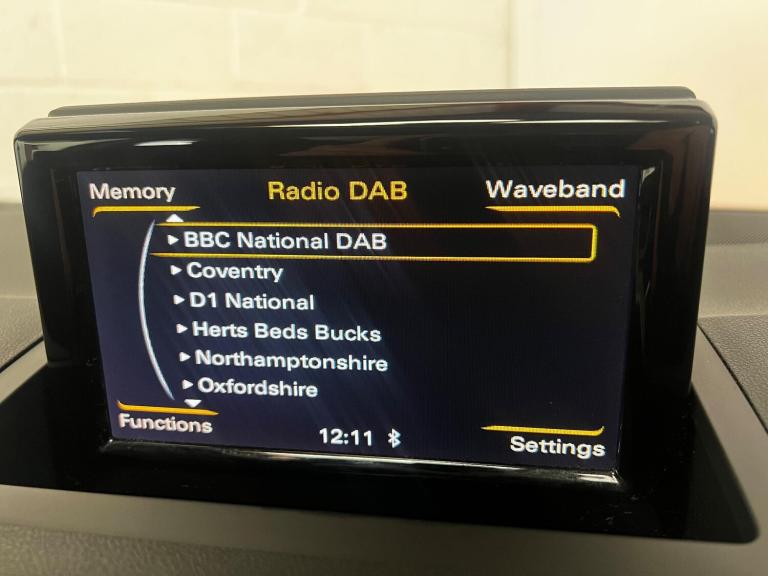 Memory Radio DAB Waveband
BBC National DAB
Coventry
D1 National
Herts Beds Bucks
Northamptonshire
Oxfordshire
Functions 12:11 Settings